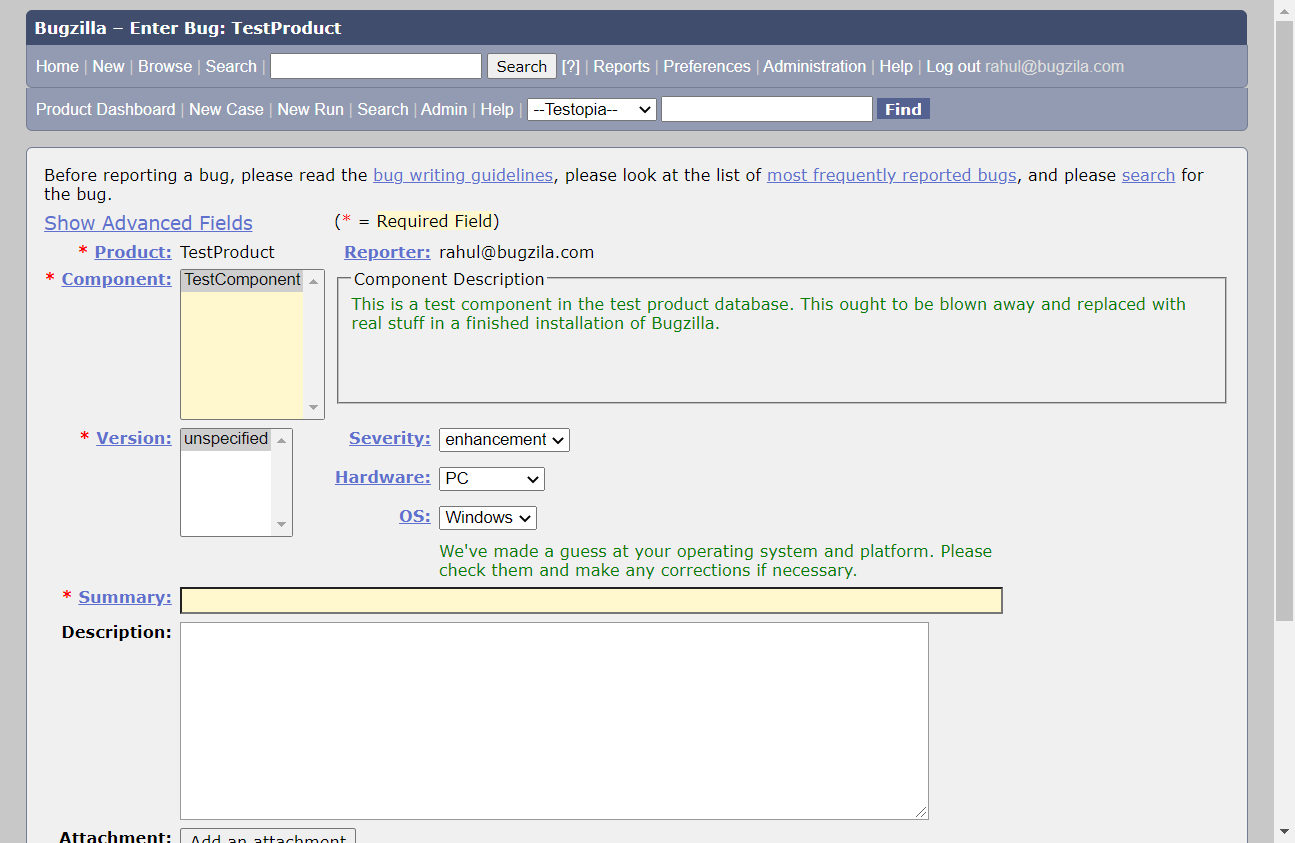 Bugzilla – Enter Bug: TestProduct
Home | New | Browse | Search | Search [?] | Reports | Preferences | Administration | Help | Log out rahul@bugzila.com
Product Dashboard | New Case | New Run | Search | Admin | Help | --Testopia-- Find
Before reporting a bug, please read the bug writing guidelines, please look at the list of most frequently reported bugs, and please search for
the bug.
Show Advanced Fields (* = Required Field)
* Product: TestProduct Reporter: rahul@bugzila.com
* Component: TestComponent Component Description
This is a test component in the test product database. This ought to be blown away and replaced with
real stuff in a finished installation of Bugzilla.
* Version: unspecified Severity: enhancement
Hardware: PC
OS: Windows
We've made a guess at your operating system and platform. Please
check them and make any corrections if necessary.
* Summary:
Description:
Attachment: Add an attachment